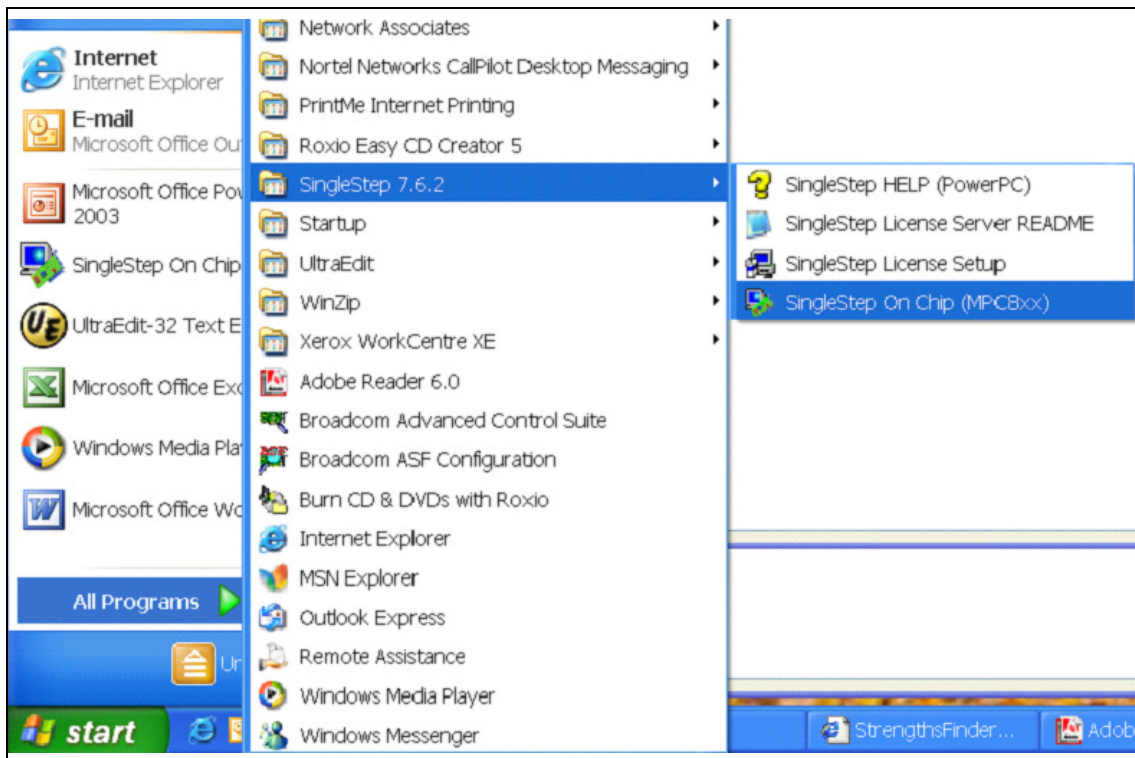 Internet
Internet Explorer
E-mail
Microsoft Office Ou
Microsoft Office Pov
2003
SingleStep On Chip
UltraEdit-32 Text E
Microsoft Office Exc
Windows Media Pla
Microsoft Office Wo
All Programs
Un
start
Network Associates
Nortel Networks CallPilot Desktop Messaging
PrintMe Internet Printing
Roxio Easy CD Creator 5
SingleStep 7.6.2
Startup
UltraEdit
WinZip
Xerox WorkCentre XE
Adobe Reader 6.0
Broadcom Advanced Control Suite
Broadcom ASF Configuration
Burn CD & DVDs with Roxio
Internet Explorer
MSN Explorer
Outlook Express
Remote Assistance
Windows Media Player
Windows Messenger
SingleStep HELP (PowerPC)
SingleStep License Server README
SingleStep License Setup
SingleStep On Chip (MPC8xx)
StrengthsFinder...
Adob